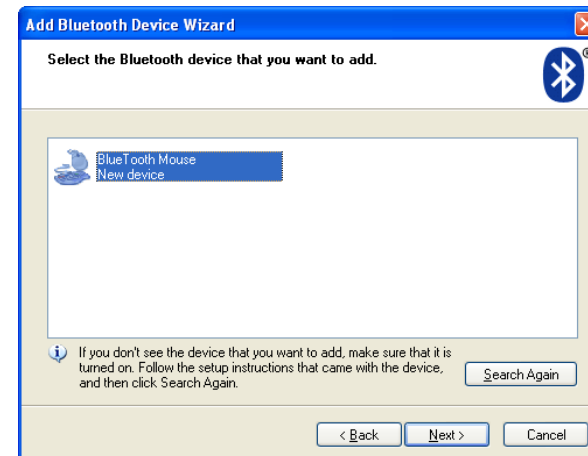 Add Bluetooth Device Wizard
Select the Bluetooth device that you want to add.
BlueTooth Mouse
New device
If you don't see the device that you want to add, make sure that it is
turned on. Follow the setup instructions that came with the device,
and then click Search Again.
Search Again
< Back
Next >
Cancel